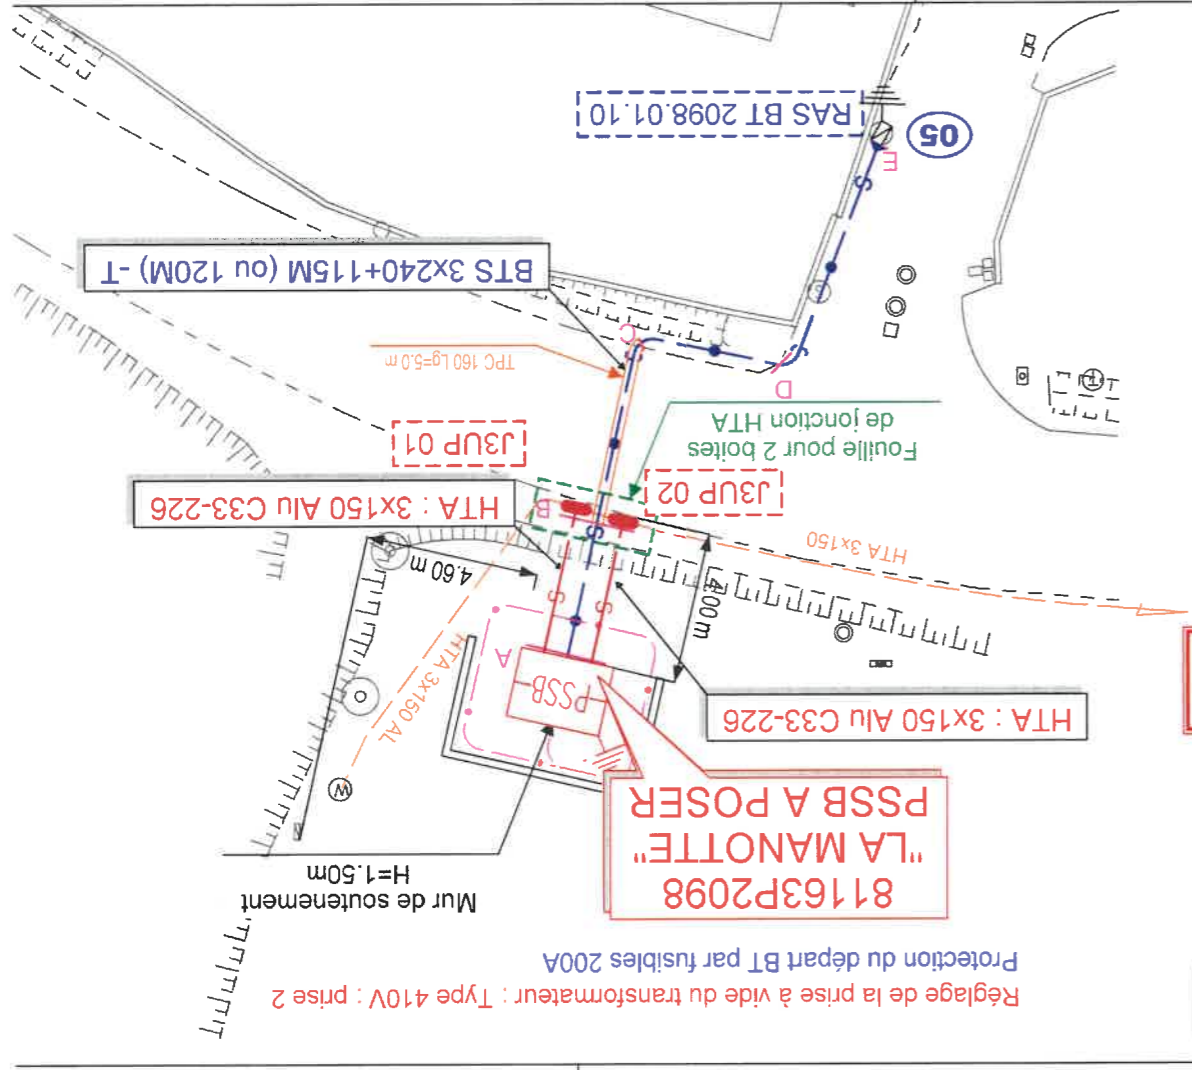 Réglage de la prise à vide du transformateur : Type 410V : prise 2
Protection du départ BT par fusibles 200A
81163P2098
"LA MANOTTE"
PSSB A POSER
Mur de soutenement
H=1.50m
W
HTA : 3x150 Alu C33-226
PSSB
A
HTA 3x150 AL
4.00 m
4.60 m
S
S
HTA 3x150
S
HTA : 3x150 Alu C33-226
B
J3UP 02
J3UP 01
Fouille pour 2 boites
de jonction HTA
TPC 160 Lg=5.0 m
D
C
S
S
BTS 3x240+115M (ou 120M) -T
S
E
05
RAS BT 2098.01.10